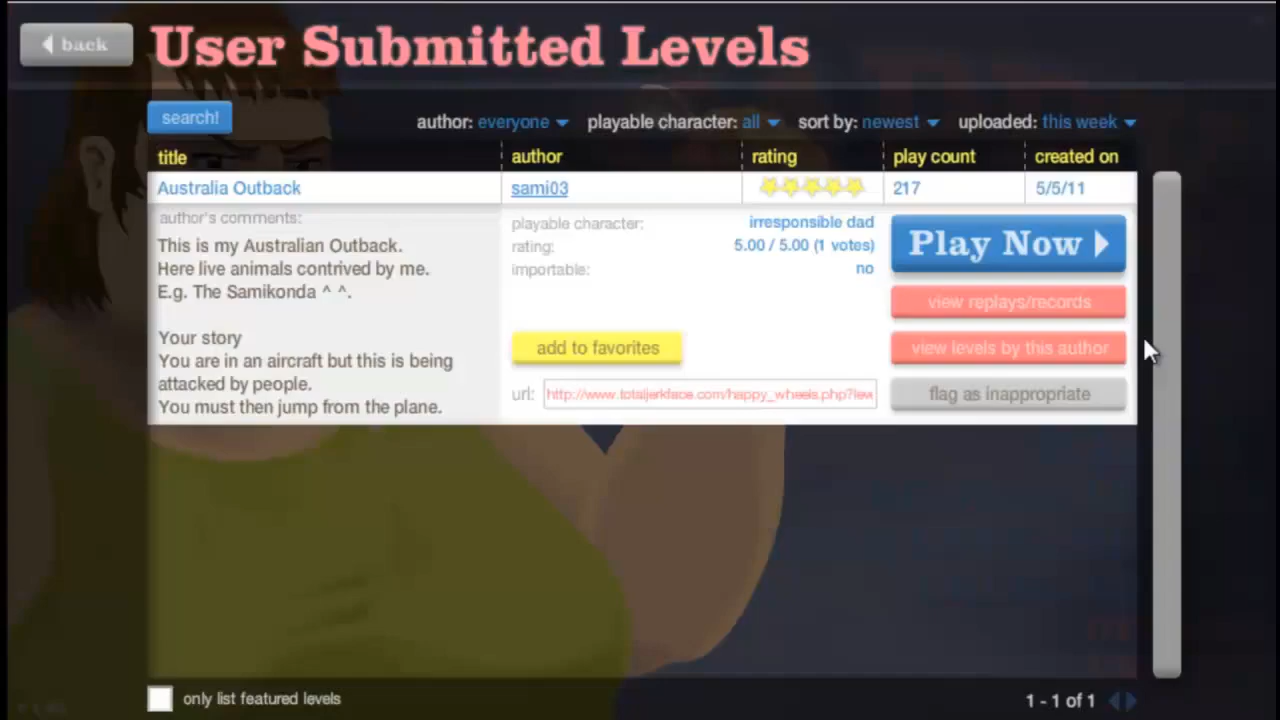 back
User Submitted Levels
search!
author: everyone playable character: all sort by: newest uploaded: this week
title author rating play count created on
Australia Outback sami03 217 5/5/11
author's comments:
This is my Australian Outback.
Here live animals contrived by me.
E.g. The Samikonda ^ ^.
Your story
You are in an aircraft but this is being
attacked by people.
You must then jump from the plane.
playable character: irresponsible dad
rating: 5.00 / 5.00 (1 votes)
importable: no
add to favorites
url: http://www.totaljerkface.com/happy_wheels.php?lev
Play Now
view replays/records
view levels by this author
flag as inappropriate
only list featured levels
1 - 1 of 1